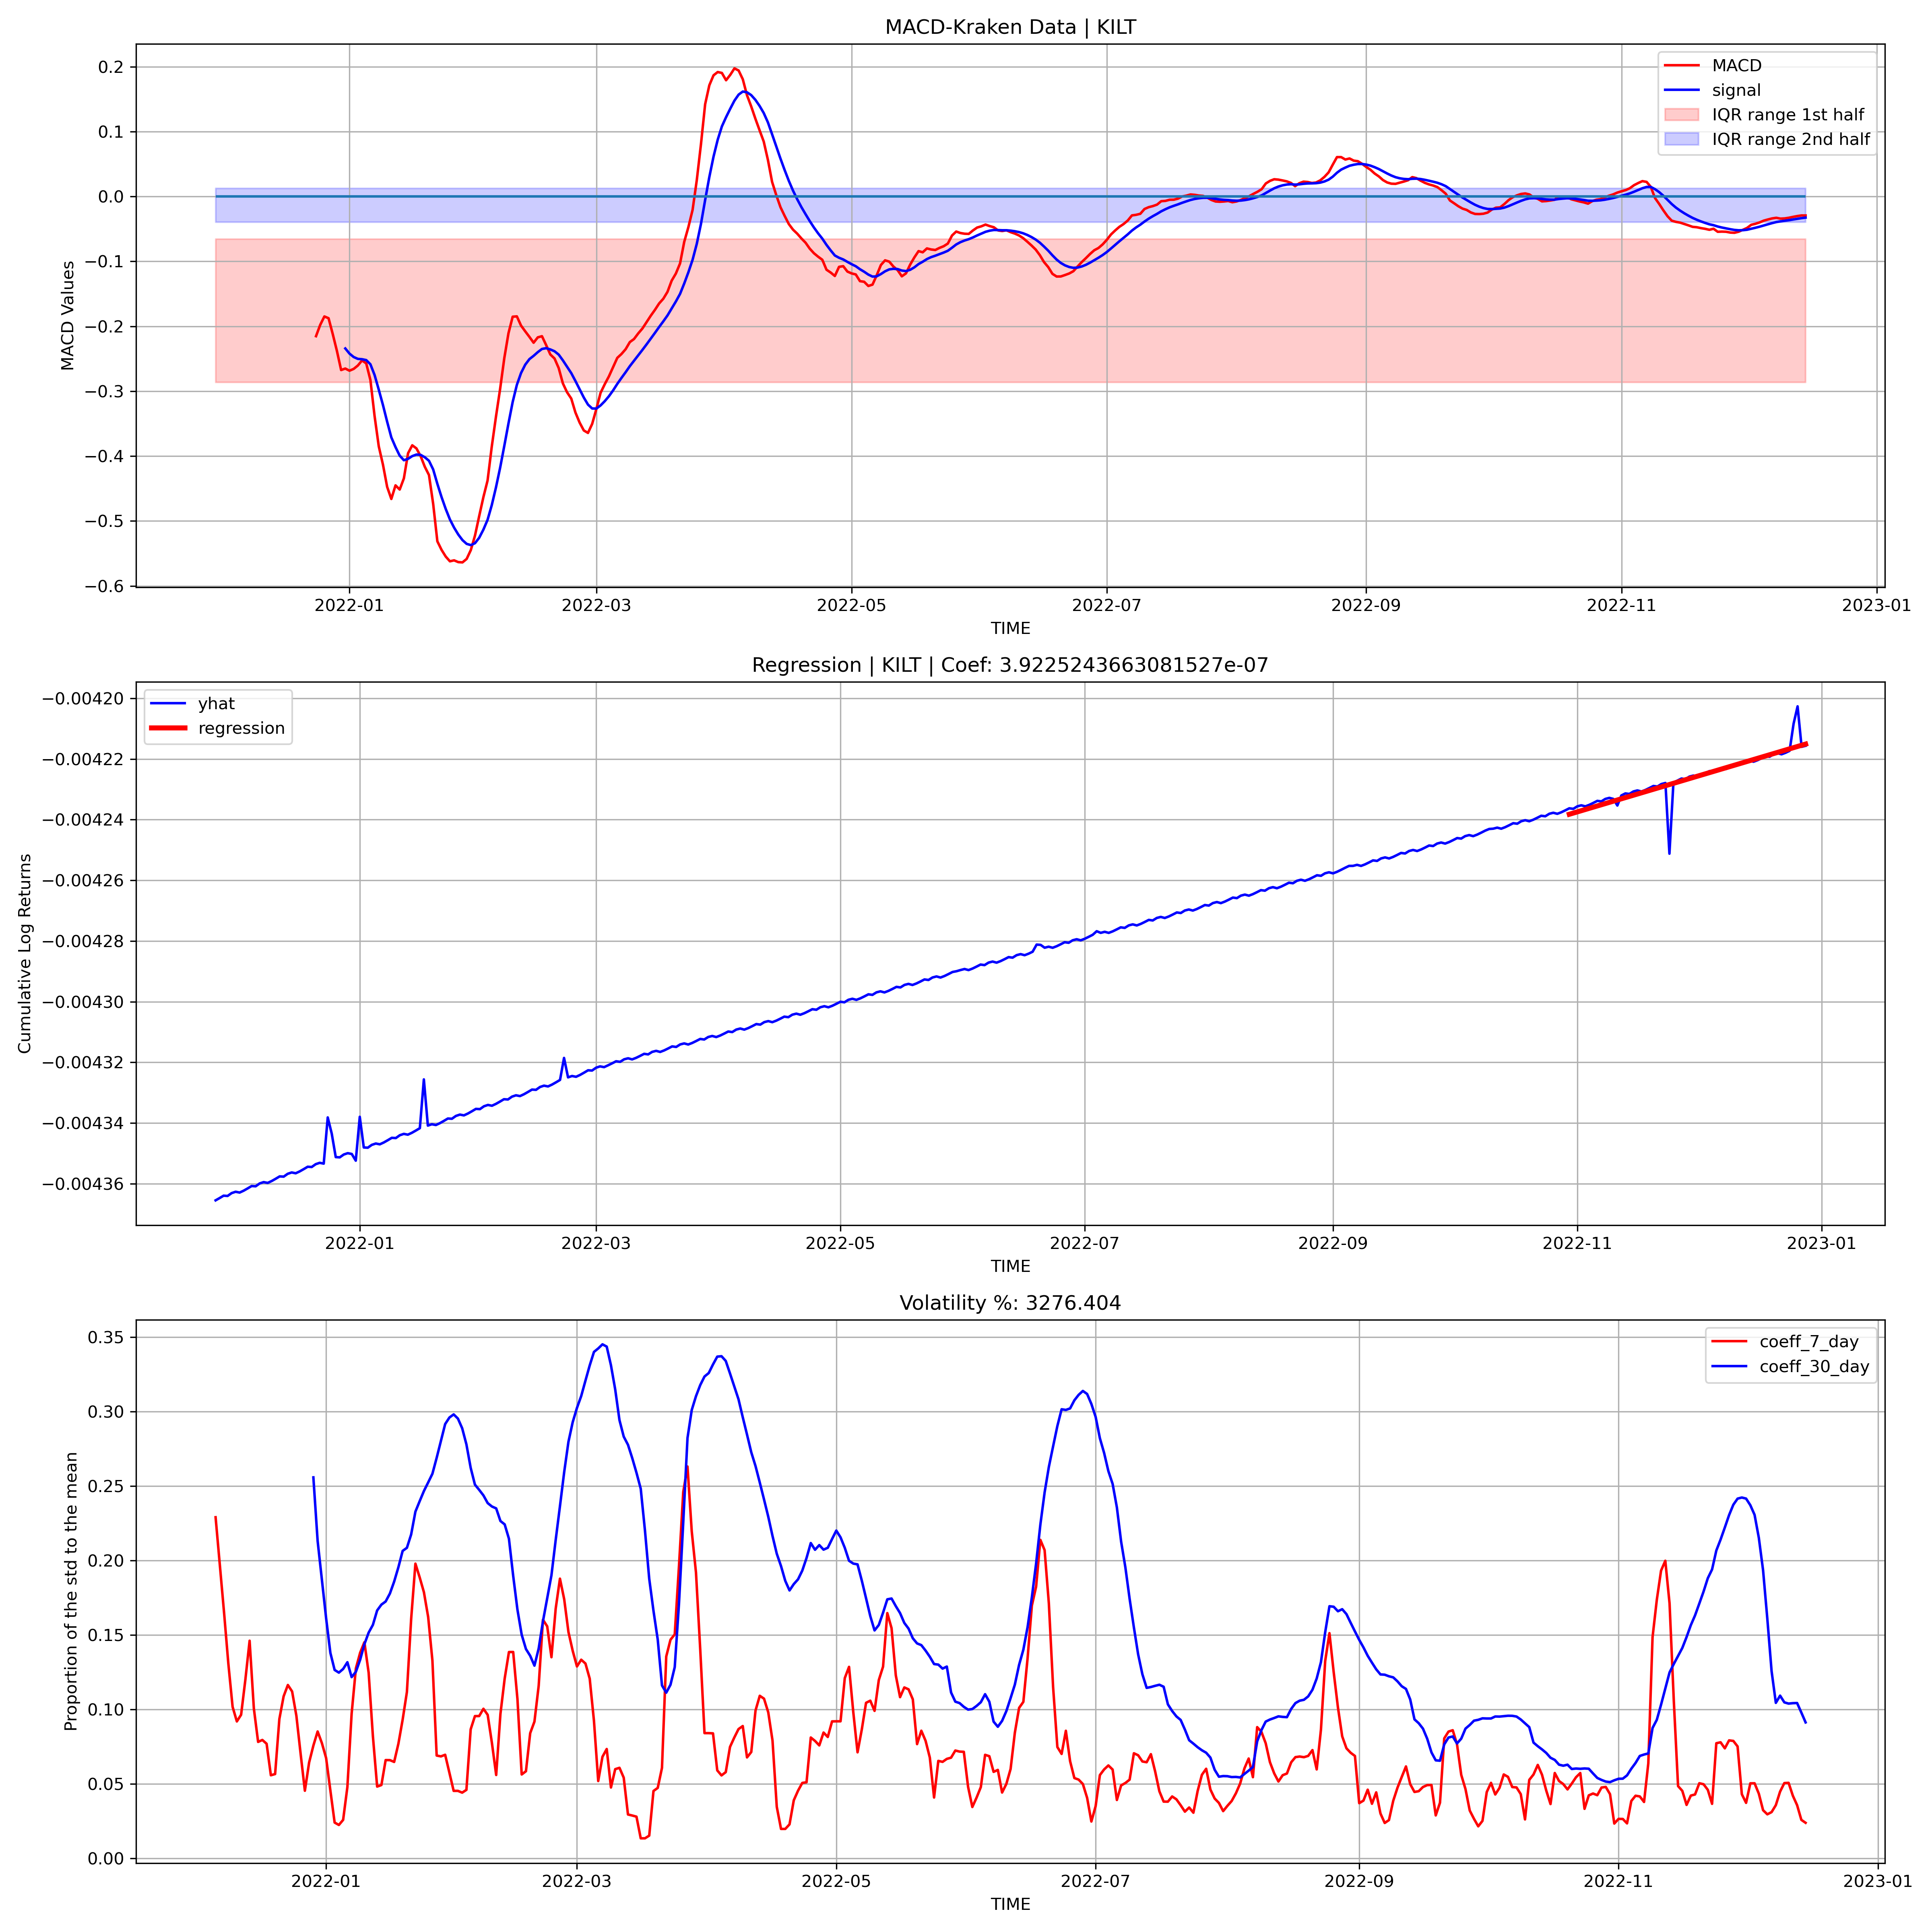 MACD-Kraken Data | KILT
MACD
signal
IQR range 1st half
IQR range 2nd half
MACD Values
0.2
0.1
0.0
−0.1
−0.2
−0.3
−0.4
−0.5
−0.6
2022-01 2022-03 2022-05 2022-07 2022-09 2022-11 2023-01
TIME
Regression | KILT | Coef: 3.9225243663081527e-07
yhat
regression
Cumulative Log Returns
−0.00420
−0.00422
−0.00424
−0.00426
−0.00428
−0.00430
−0.00432
−0.00434
−0.00436
2022-01 2022-03 2022-05 2022-07 2022-09 2022-11 2023-01
TIME
Volatility %: 3276.404
coeff_7_day
coeff_30_day
Proportion of the std to the mean
0.35
0.30
0.25
0.20
0.15
0.10
0.05
0.00
2022-01 2022-03 2022-05 2022-07 2022-09 2022-11 2023-01
TIME